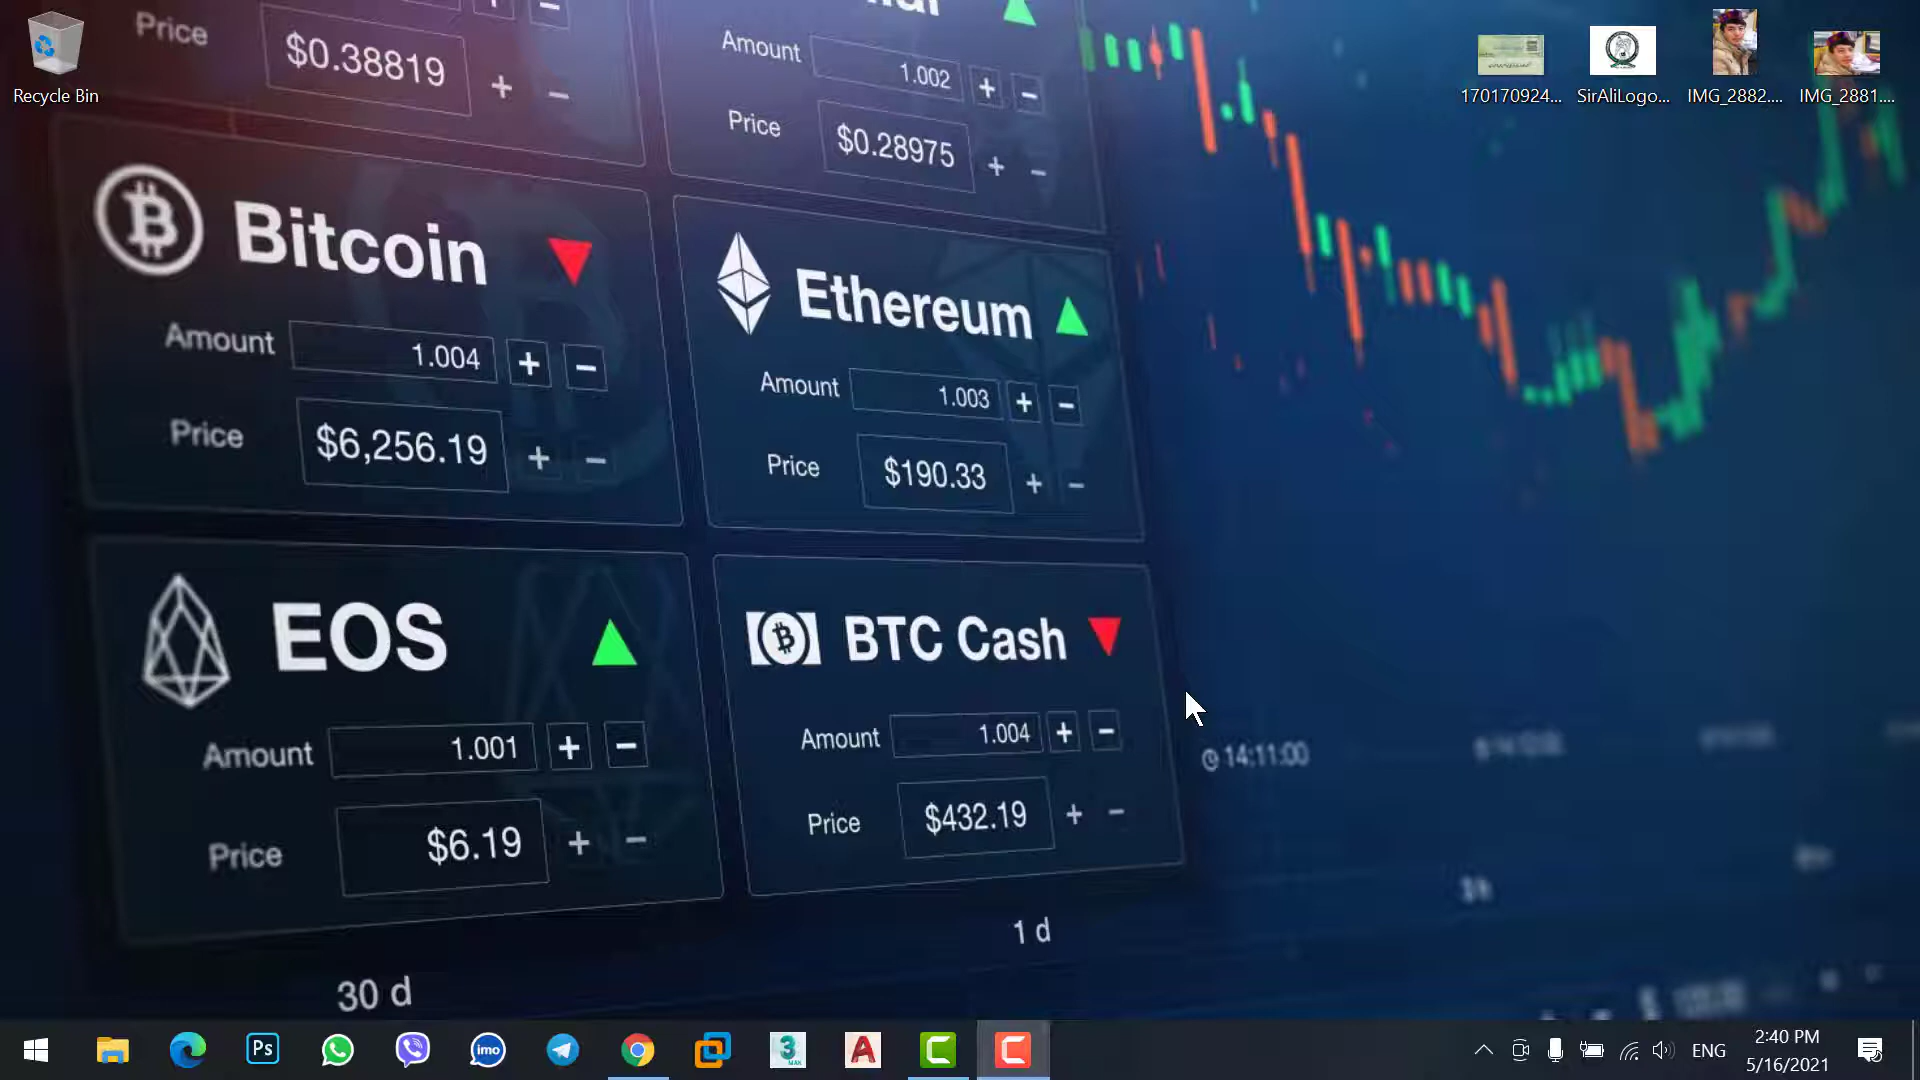 Recycle Bin
Price
$0.38819
+ −
Amount
1.002
+ −
Price
$0.28975
+ −
170170924...
SirAliLogo...
IMG_2882....
IMG_2881....
Bitcoin
Amount
1.004
+ −
Price
$6,256.19
+ −
Ethereum
Amount
1.003
+ −
Price
$190.33
+ −
EOS
Amount
1.001
+ −
Price
$6.19
+ −
BTC Cash
Amount
1.004
+ −
Price
$432.19
+ −
14:11:00
30 d
1 d
Ps
imo
3
MAX
A
ENG
2:40 PM
5/16/2021